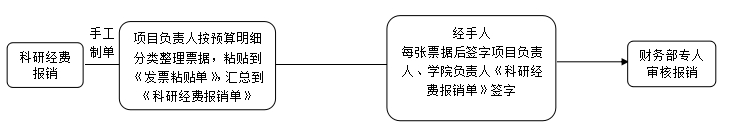 科研经费
报销
手工
制单
项目负责人按预算明细
分类整理票据，粘贴到
《发票粘贴单》，汇总到
《科研经费报销单》
经手人
每张票据后签字项目负责
人、学院负责人《科研经
费报销单》签字
财务部专人
审核报销